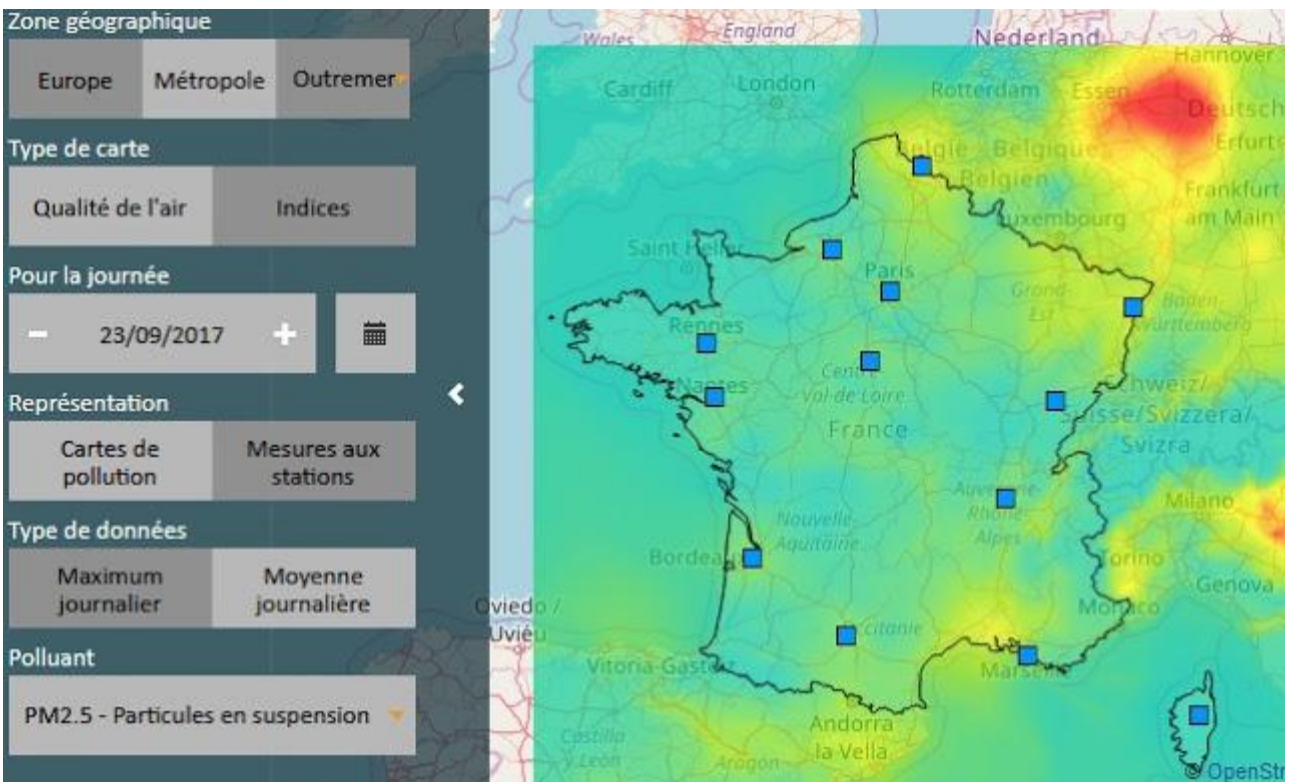 Zone géographique
Europe
Métropole
Outremer
Type de carte
Qualité de l'air
Indices
Pour la journée
23/09/2017
Représentation
Cartes de
pollution
Mesures aux
stations
Type de données
Maximum
journalier
Moyenne
journalière
Polluant
PM2.5 - Particules en suspension
Wales
England
Nederland
Hannover
Cardiff
London
Rotterdam
Essen
Deutsch
Erfurt
België - Belgique
Belgien
Frankfurt
am Main
Luxembourg
Saint Helier
Paris
Grand-
Est
Baden-
Württemberg
Rennes
Nantes
Centre
Val-de Loire
France
Schweiz/
Suisse/Svizzera/
Svizra
Milano
Auvergne-
Rhône-
Alpes
Nouvelle-
Aquitaine
Bordeaux
Torino
Genova
Oviedo /
Uviéu
Monaco
Occitanie
Vitoria-Gasteiz
Marseille
Andorra
la Vella
Castilla
y León
Aragón
© OpenStr